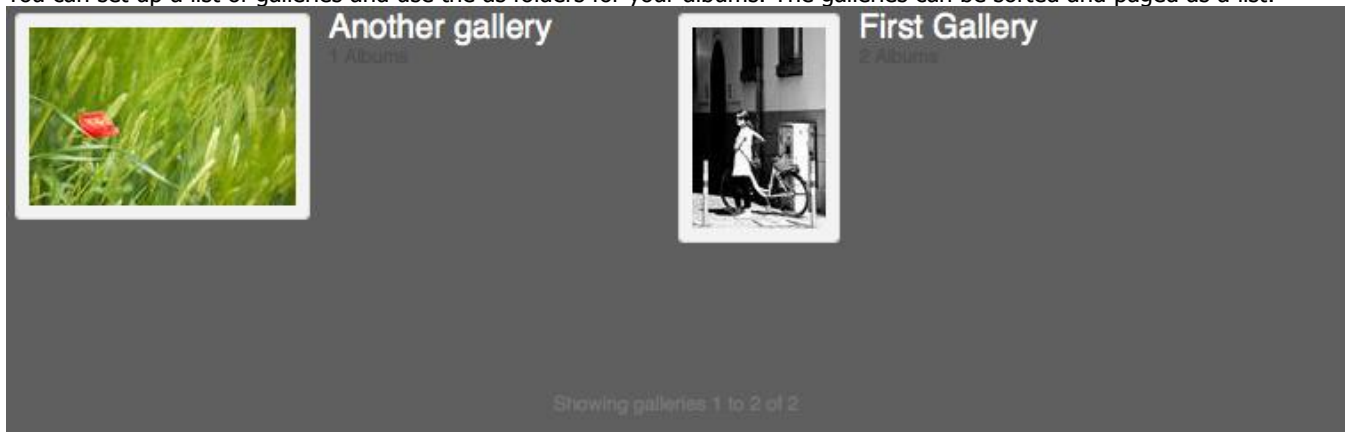 You can set up a list of galleries and use the as folders for your albums. The galleries can be sorted and paged as a list.
Another gallery
1 Albums
First Gallery
2 Albums
Showing galleries 1 to 2 of 2